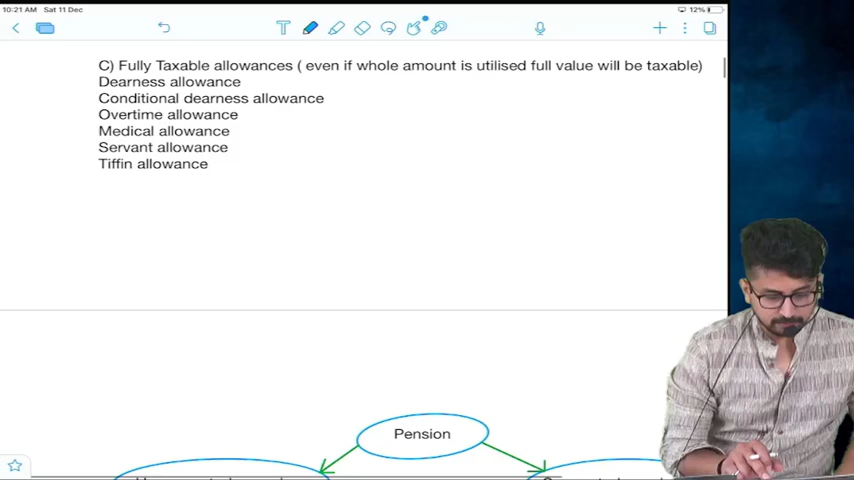 10:21 AM Sat 11 Dec
12%
T
C) Fully Taxable allowances ( even if whole amount is utilised full value will be taxable)
Dearness allowance
Conditional dearness allowance
Overtime allowance
Medical allowance
Servant allowance
Tiffin allowance
Pension